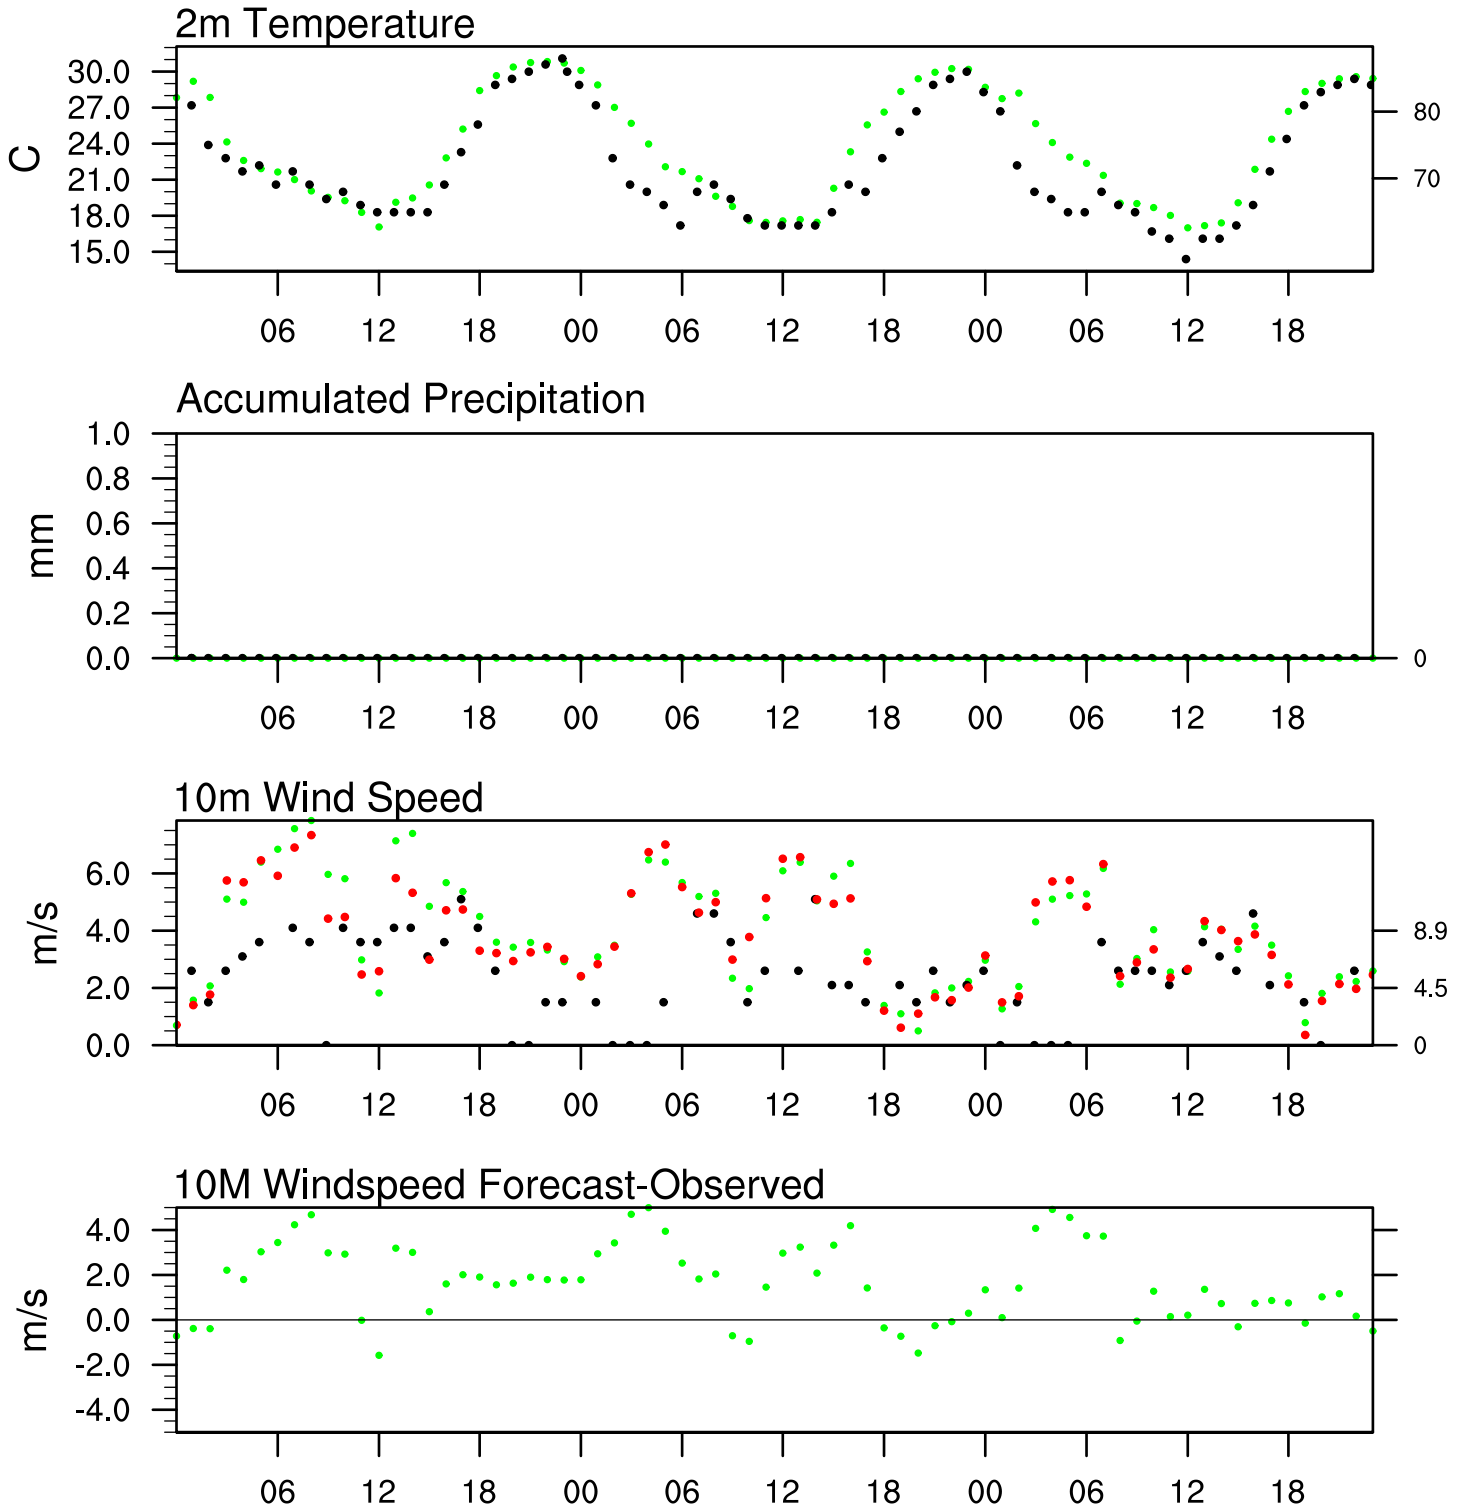 2m Temperature
30.0
27.0
24.0
21.0
18.0
15.0
C
80
70
06 12 18 00 06 12 18 00 06 12 18
Accumulated Precipitation
1.0
0.8
0.6
0.4
0.2
0.0
mm
0
06 12 18 00 06 12 18 00 06 12 18
10m Wind Speed
6.0
4.0
2.0
0.0
m/s
8.9
4.5
0
06 12 18 00 06 12 18 00 06 12 18
10M Windspeed Forecast-Observed
4.0
2.0
0.0
-2.0
-4.0
m/s
06 12 18 00 06 12 18 00 06 12 18